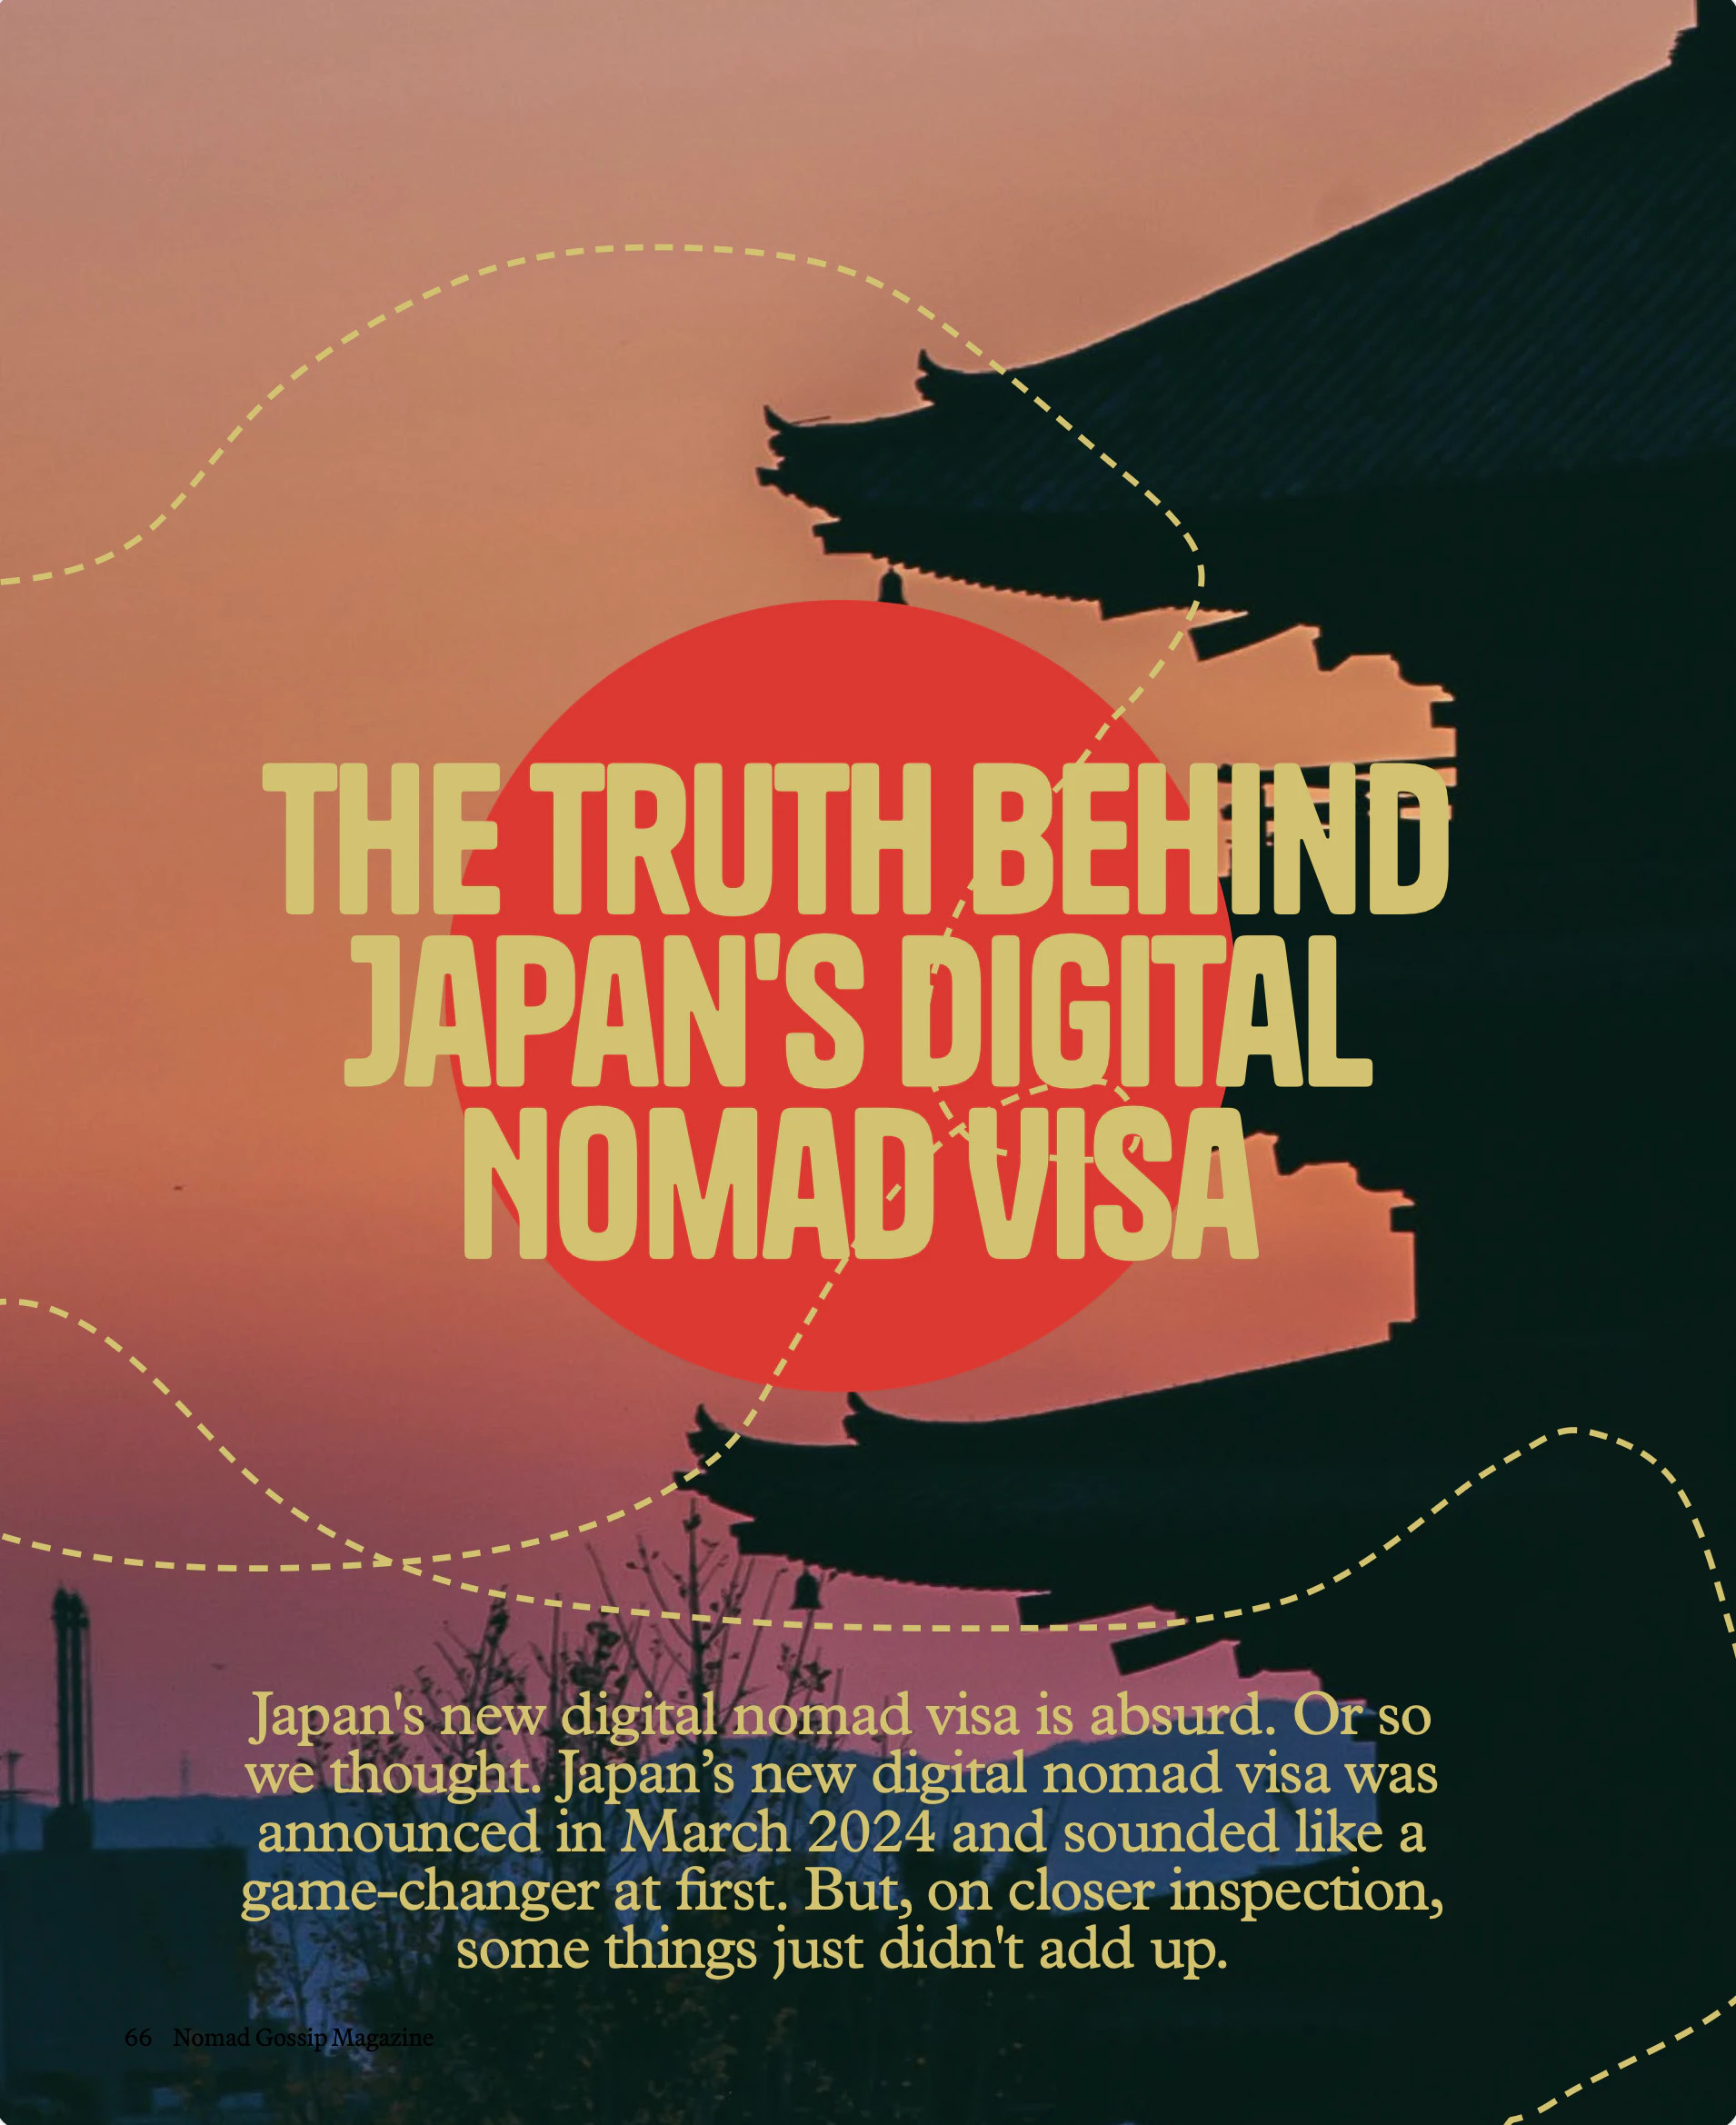 THE TRUTH BEHIND
JAPAN'S DIGITAL
NOMAD VISA
Japan's new digital nomad visa is absurd. Or so
we thought. Japan’s new digital nomad visa was
announced in March 2024 and sounded like a
game-changer at first. But, on closer inspection,
some things just didn't add up.
66 Nomad Gossip Magazine